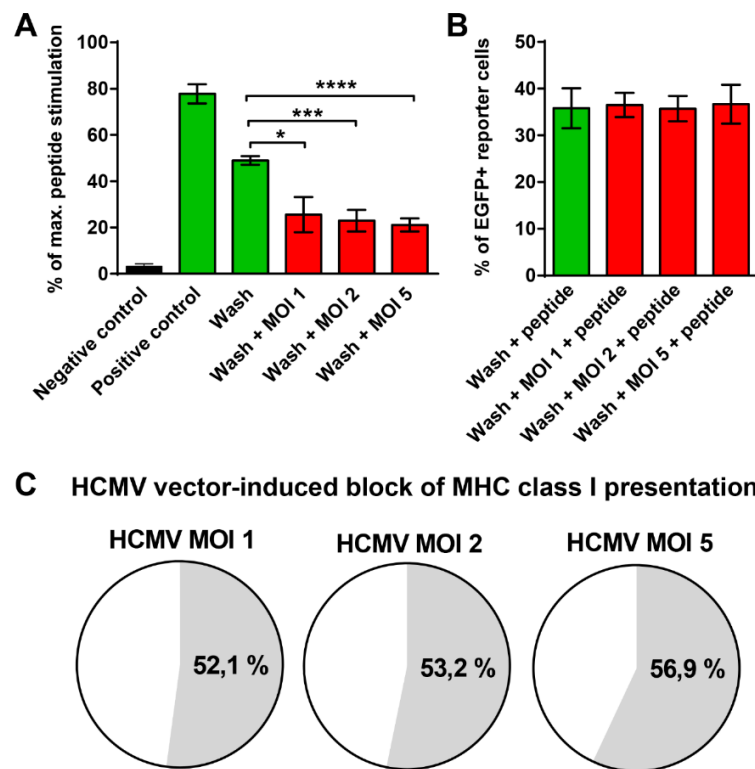 A
% of max. peptide stimulation
100
80
60
40
20
0
****
***
*
Negative control
Positive control
Wash
Wash + MOI 1
Wash + MOI 2
Wash + MOI 5
B
% of EGFP+ reporter cells
50
40
30
20
10
0
Wash + peptide
Wash + MOI 1 + peptide
Wash + MOI 2 + peptide
Wash + MOI 5 + peptide
C HCMV vector-induced block of MHC class I presentation
HCMV MOI 1
HCMV MOI 2
HCMV MOI 5
52,1 %
53,2 %
56,9 %